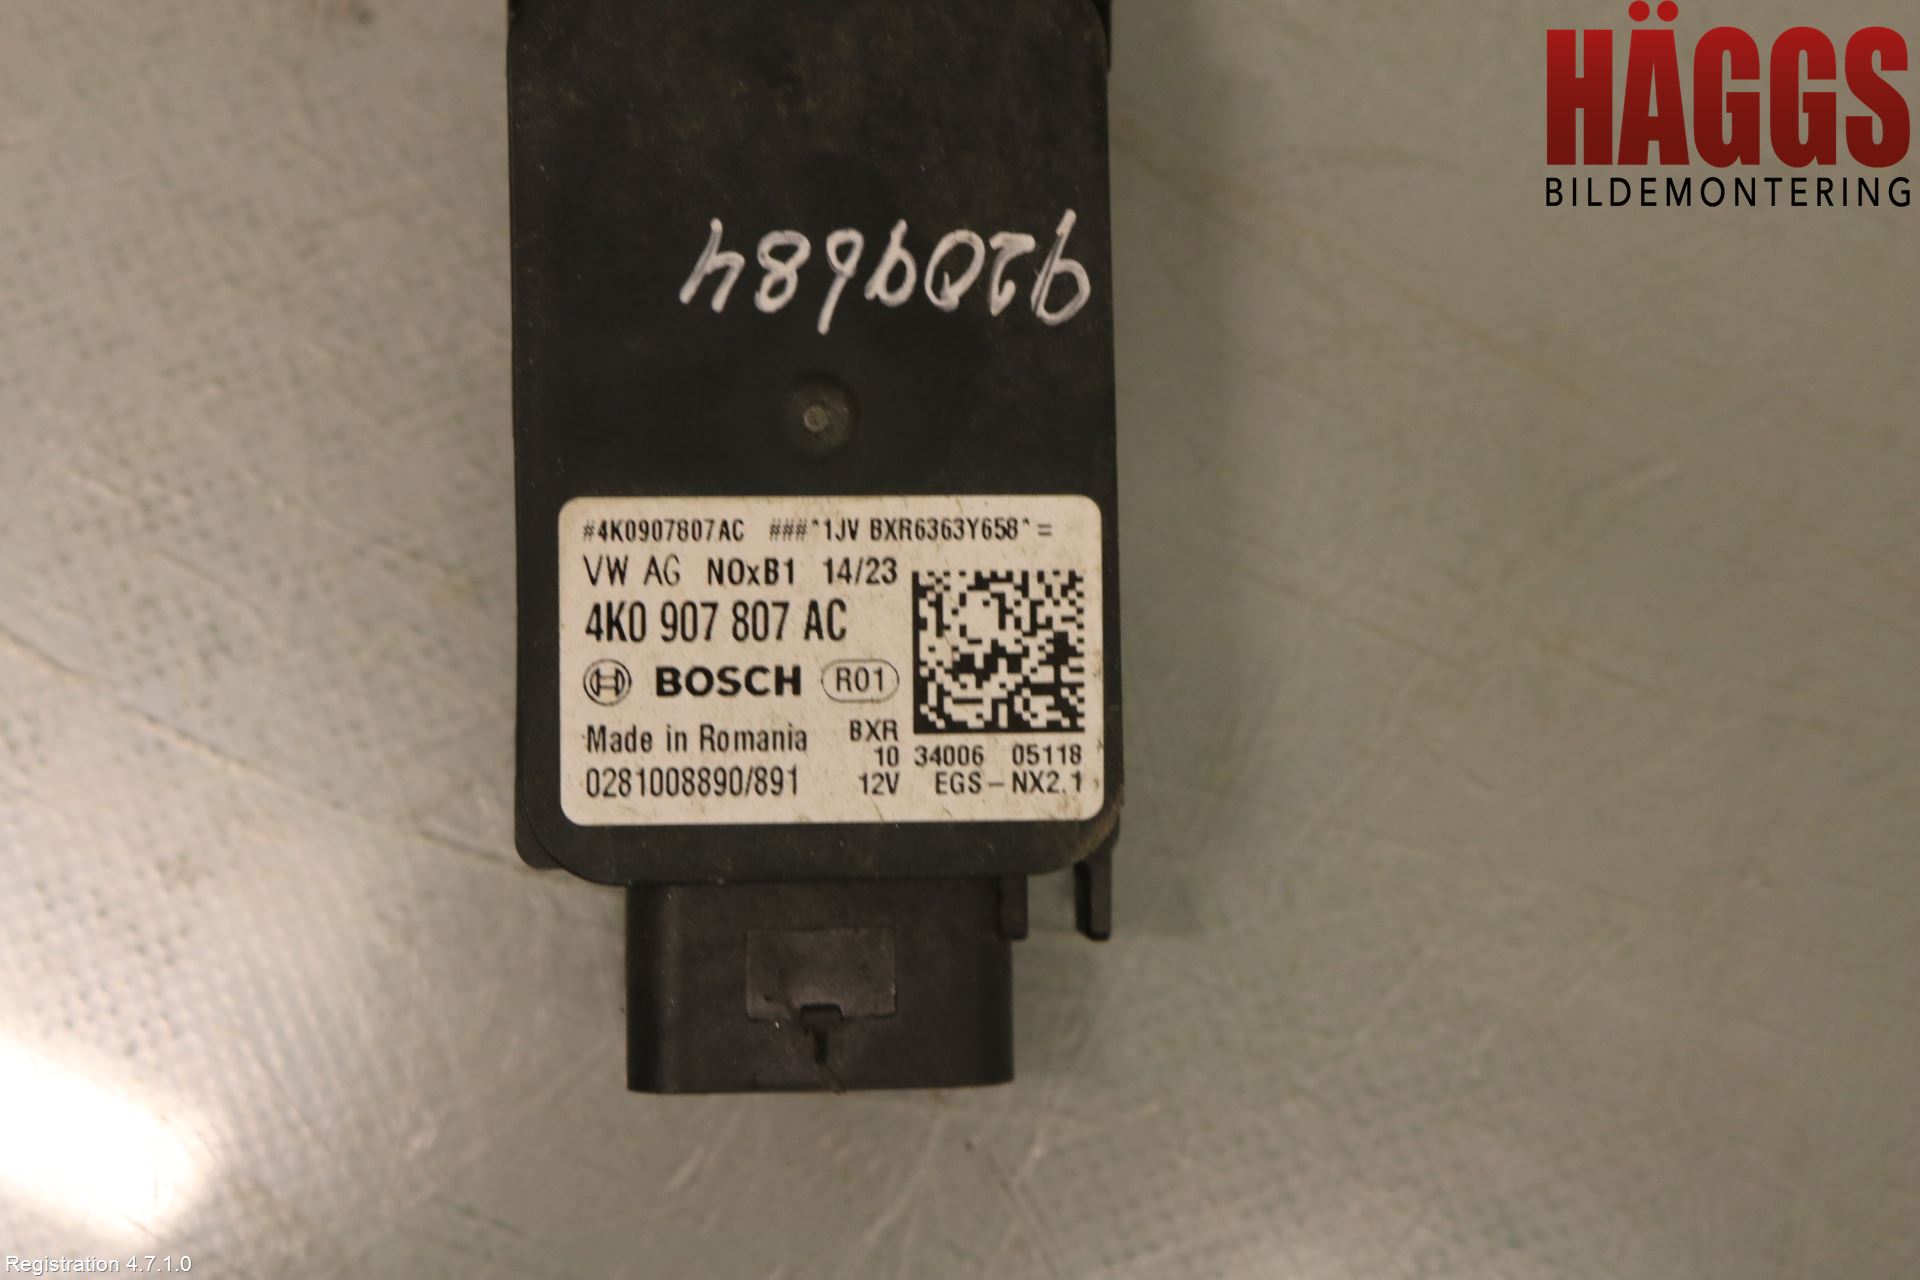 HÄGGS
BILDEMONTERING
9209684
#4K0907807AC ###*1JV BXR6363Y658*=
VW AG NOxB1 14/23
4K0 907 807 AC
BOSCH R01
Made in Romania BXR
10 34006 05118
0281008890/891 12V EGS-NX2.1
Registration 4.7.1.0